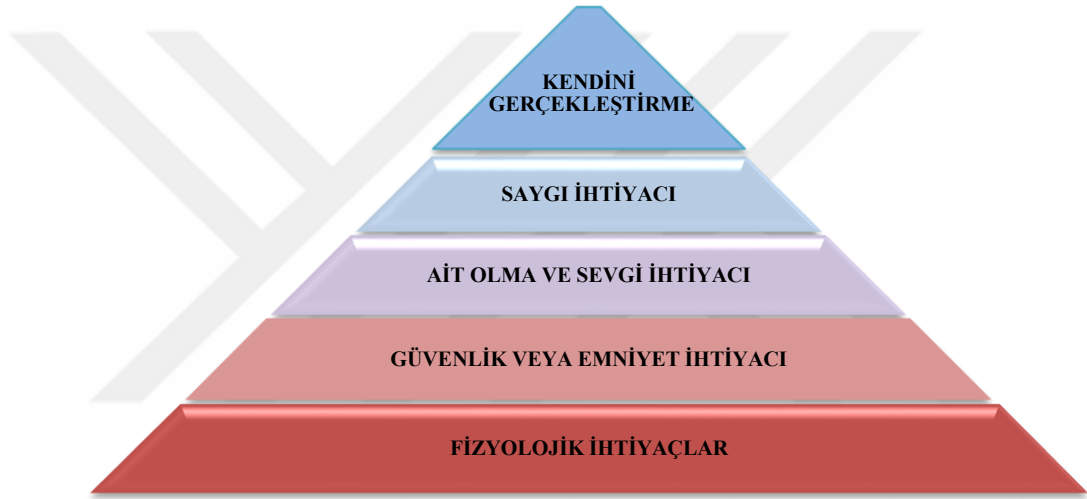 KENDİNİ
GERÇEKLEŞTİRME
SAYGI İHTİYACI
AİT OLMA VE SEVGİ İHTİYACI
GÜVENLİK VEYA EMNİYET İHTİYACI
FİZYOLOJİK İHTİYAÇLAR